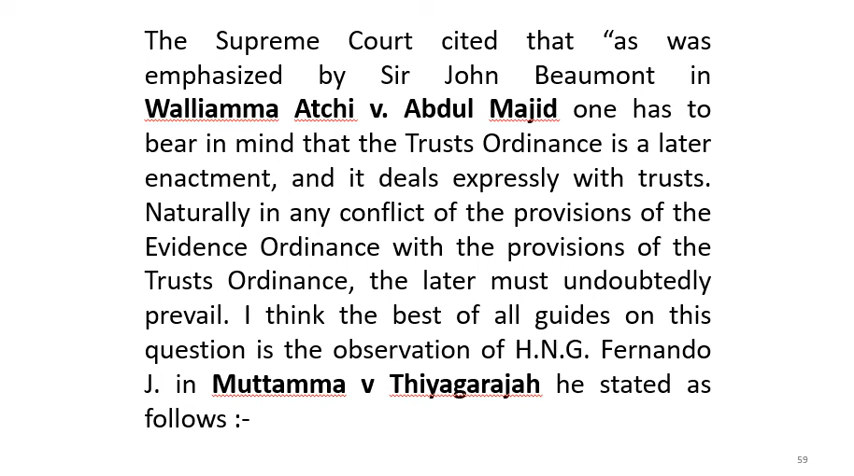 The Supreme Court cited that “as was
emphasized by Sir John Beaumont in
Walliamma Atchi v. Abdul Majid one has to
bear in mind that the Trusts Ordinance is a later
enactment, and it deals expressly with trusts.
Naturally in any conflict of the provisions of the
Evidence Ordinance with the provisions of the
Trusts Ordinance, the later must undoubtedly
prevail. I think the best of all guides on this
question is the observation of H.N.G. Fernando
J. in Muttamma v Thiyagarajah he stated as
follows :-
59